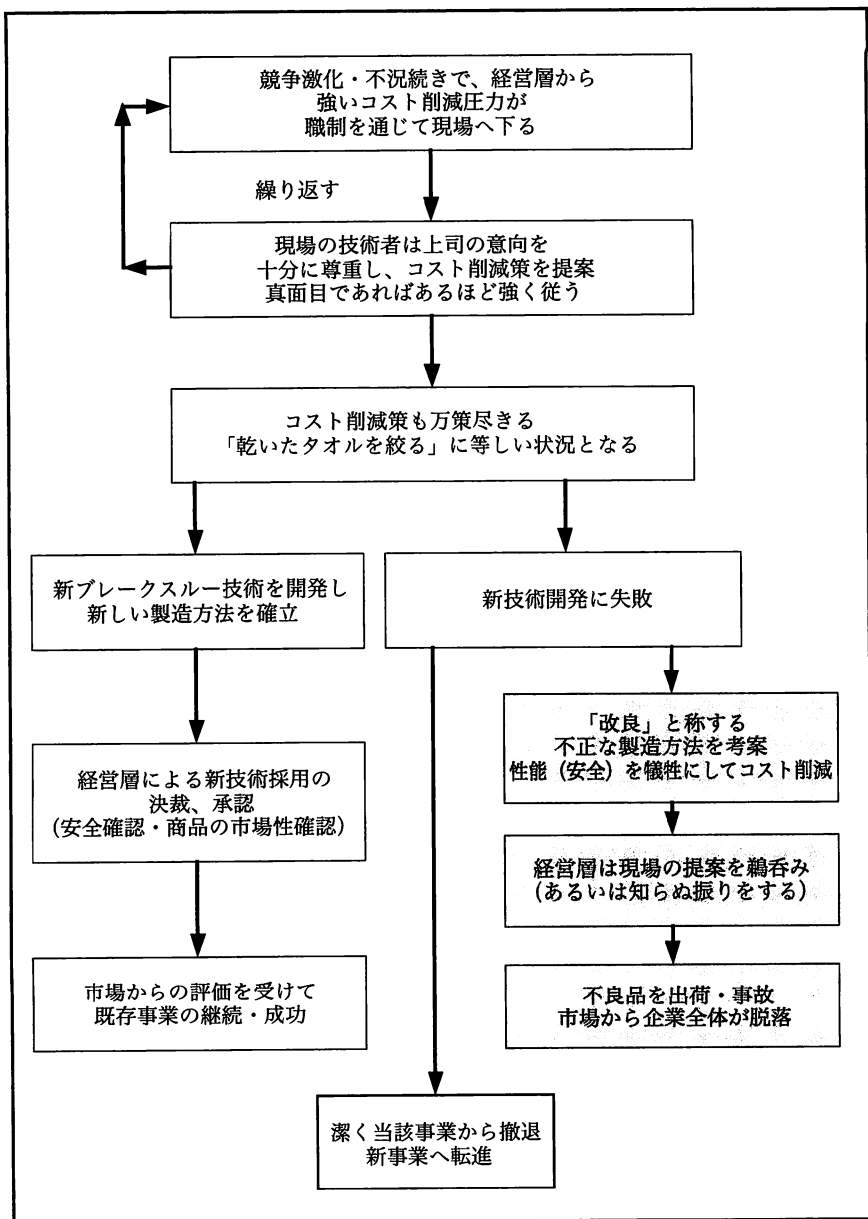 競争激化・不況続きで、経営層から
強いコスト削減圧力が
職制を通じて現場へ下る
繰り返す
現場の技術者は上司の意向を
十分に尊重し、コスト削減策を提案
真面目であればあるほど強く従う
コスト削減策も万策尽きる
「乾いたタオルを絞る」に等しい状況となる
新ブレークスルー技術を開発し
新しい製造方法を確立
新技術開発に失敗
経営層による新技術採用の
決裁、承認
(安全確認・商品の市場性確認)
市場からの評価を受けて
既存事業の継続・成功
「改良」と称する
不正な製造方法を考案
性能(安全)を犠牲にしてコスト削減
経営層は現場の提案を鵜呑み
(あるいは知らぬ振りをする)
不良品を出荷・事故
市場から企業全体が脱落
潔く当該事業から撤退
新事業へ転進